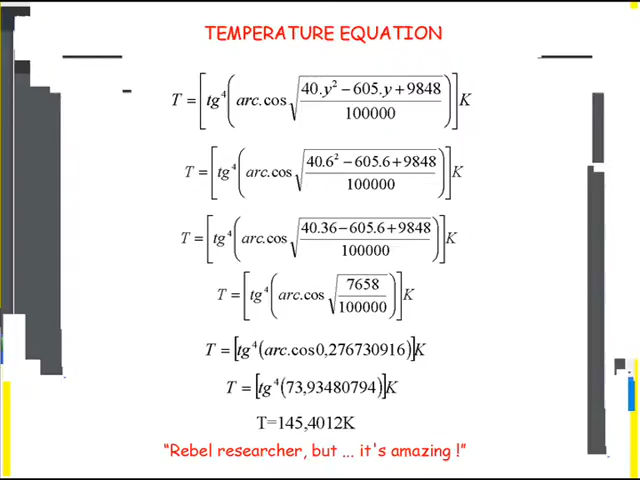 TEMPERATURE EQUATION
T = [tg⁴(arc.cos√((40.y² − 605.y + 9848)/100000))]K
T = [tg⁴(arc.cos√((40.6² − 605.6 + 9848)/100000))]K
T = [tg⁴(arc.cos√((40.36 − 605.6 + 9848)/100000))]K
T = [tg⁴(arc.cos√(7658/100000))]K
T = [tg⁴(arc.cos0,276730916)]K
T = [tg⁴(73,93480794)]K
T=145,4012K
“Rebel researcher, but ... it's amazing !”